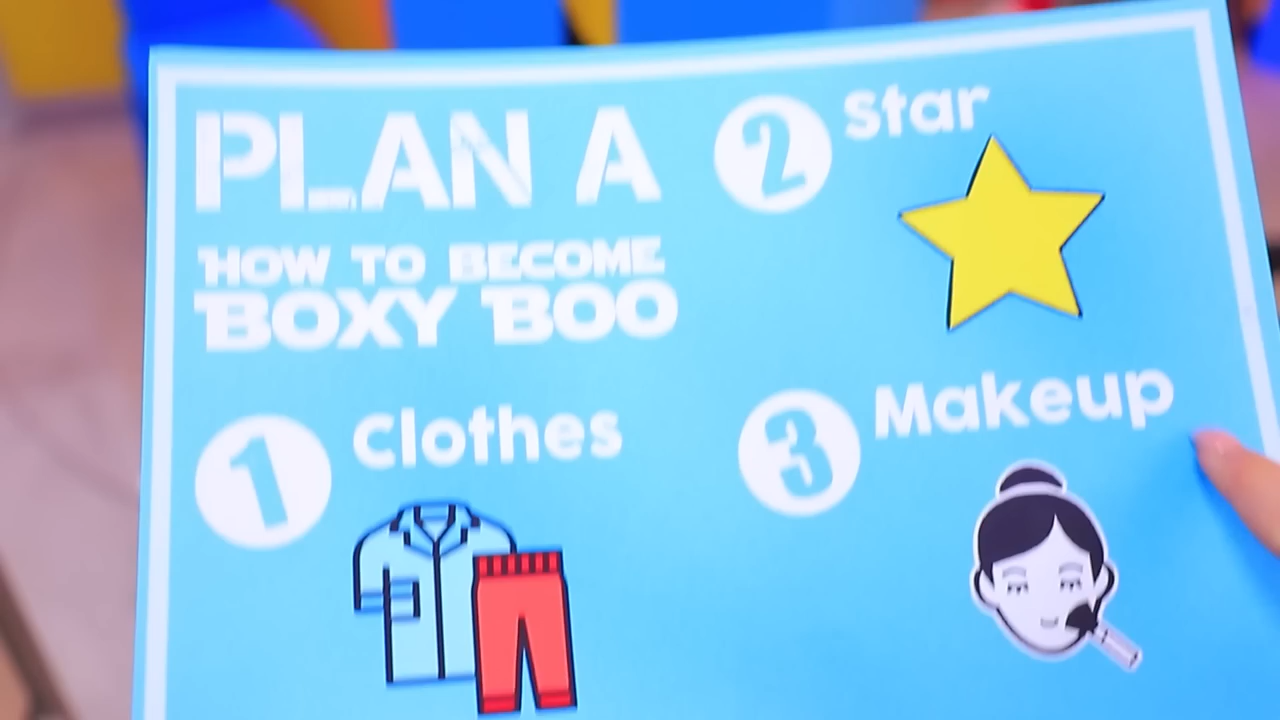 PLAN A
HOW TO BECOME
BOXY BOO
1 Clothes
2 Star
3 Makeup